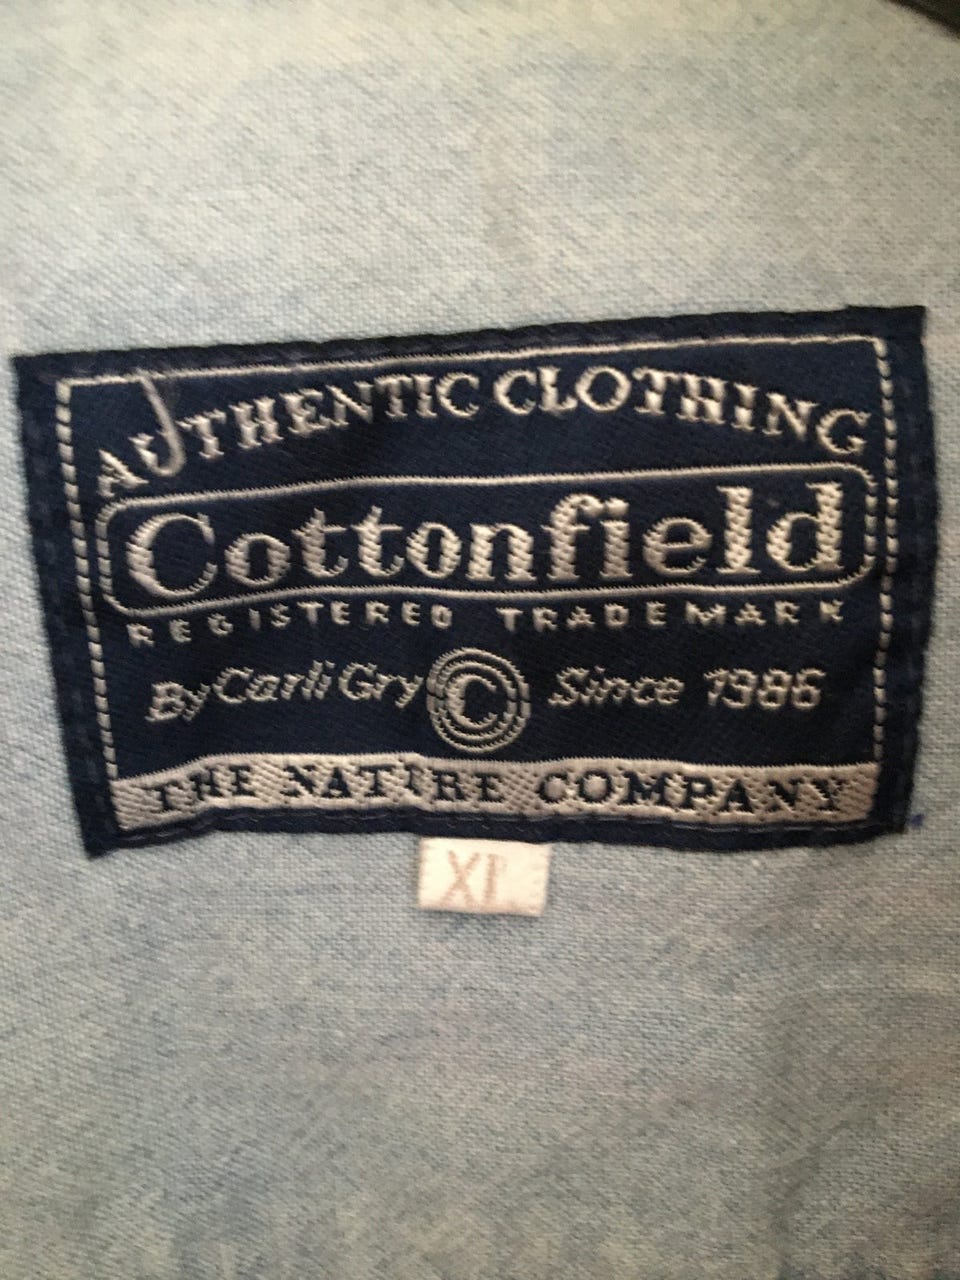 AUTHENTIC CLOTHING
Cottonfield
REGISTERED TRADEMARK
By Carli Gry C Since 1986
THE NATURE COMPANY
XL